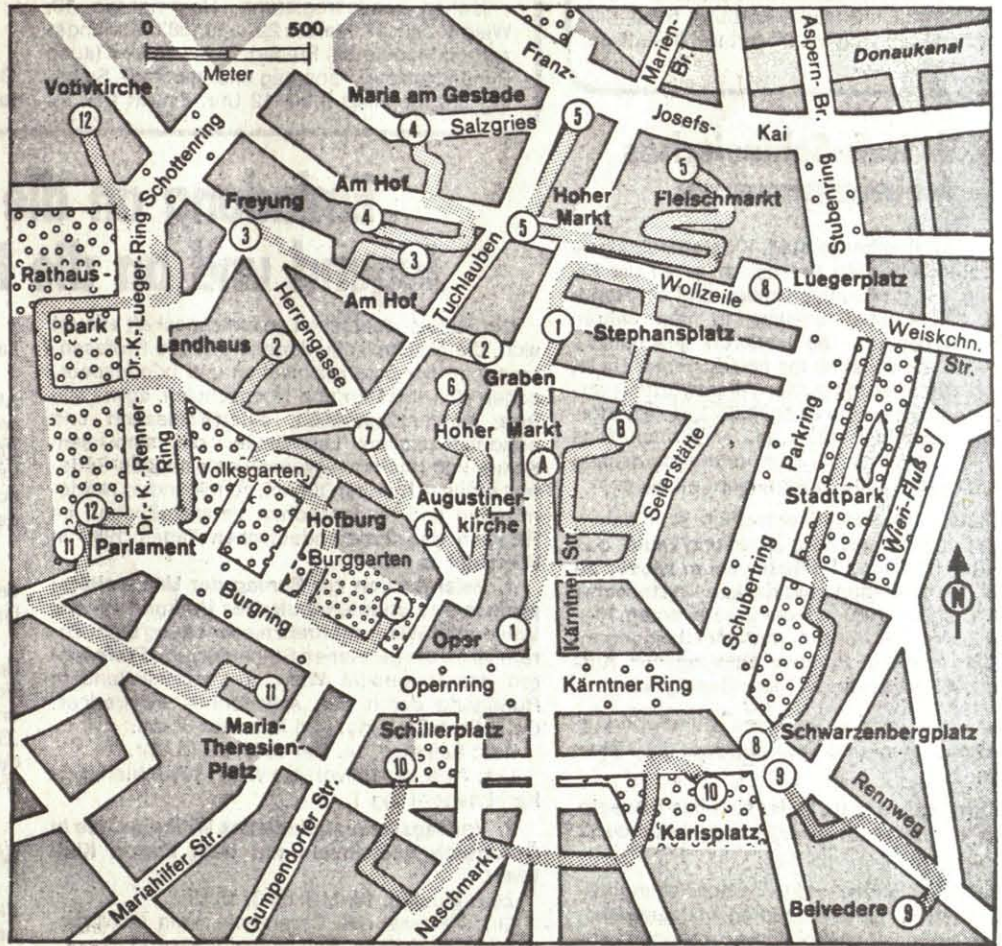 0 500
Meter
Franz-
Marien-
Br.
Aspern- Br.
Donaukanal
Votivkirche
12
Maria am Gestade
4
Salzgries
5
Josefs-
Kai
Schottenring
Stubenring
Am Hof
4
Freyung
3
Hoher
Markt
5
5
Fleischmarkt
3
Am Hof
Tuchlauben
Rathaus-
park
Dr.-K.-Lueger-Ring
Herrengasse
Wollzeile
8
Luegerplatz
Weiskchn.
Str.
Landhaus
2
1
-Stephansplatz
2
Graben
6
Hoher Markt
7
B
A
Seilerstätte
Parkring
Dr.-K.-Renner-
Ring
Volksgarten
Augustiner-
kirche
6
Stadtpark
Wien-Fluß
12
11
Parlament
Hofburg
Burggarten
7
Burgring
Kärntner Str.
Schubertring
N
Oper
1
Opernring
Kärntner Ring
11
Maria-
Theresien-
Platz
Schillerplatz
10
8
Schwarzenbergplatz
9
10
Karlsplatz
Rennweg
Mariahilfer Str.
Gumpendorfer Str.
Naschmarkt
Belvedere
9